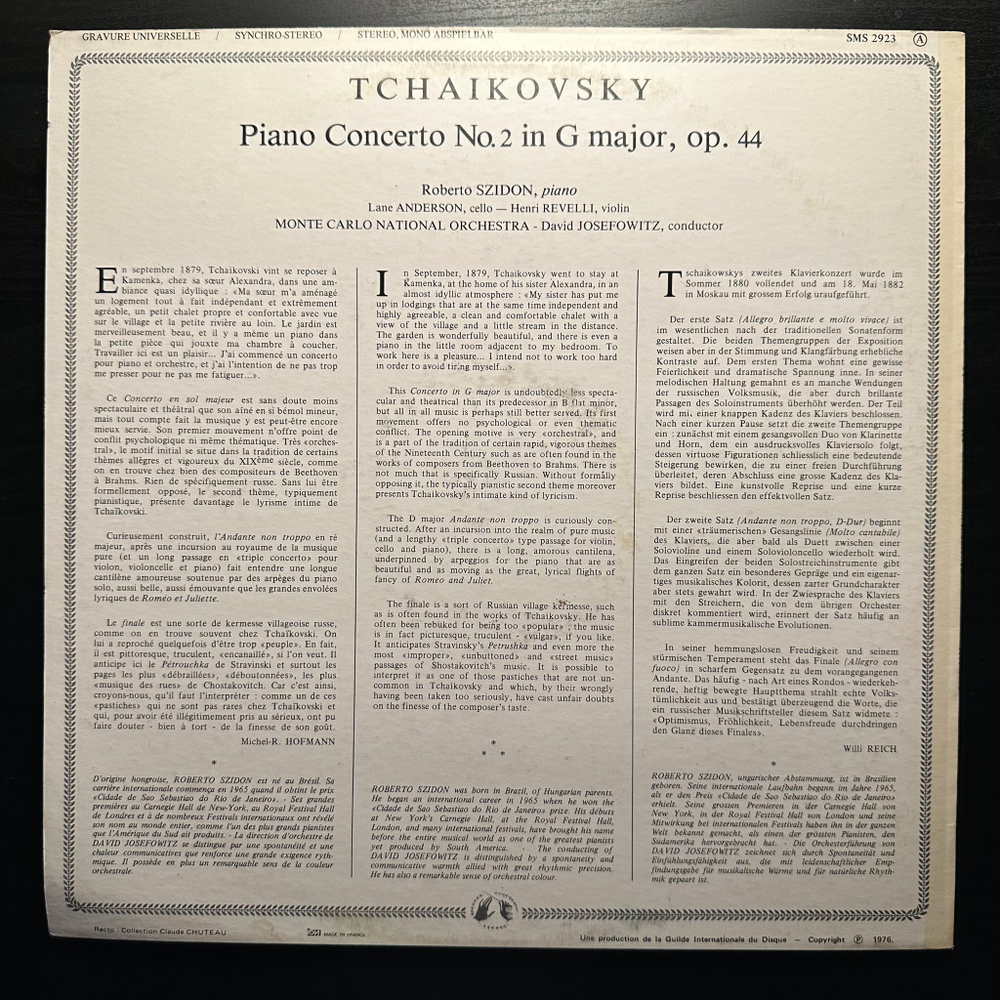 GRAVURE UNIVERSELLE / SYNCHRO-STEREO / STEREO, MONO ABSPIELBAR
SMS 2923 Ⓐ
TCHAIKOVSKY
Piano Concerto No. 2 in G major, op. 44
Roberto SZIDON, piano
Lane ANDERSON, cello — Henri REVELLI, violin
MONTE CARLO NATIONAL ORCHESTRA - David JOSEFOWITZ, conductor
En septembre 1879, Tchaïkovski vint se reposer à
Kamenka, chez sa sœur Alexandra, dans une am-
biance quasi idyllique : «Ma sœur m'a aménagé
un logement tout à fait indépendant et extrêmement
agréable, un petit chalet propre et confortable avec vue
sur le village et la petite rivière au loin. Le jardin est
merveilleusement beau, et il y a même un piano dans
la petite pièce qui jouxte ma chambre à coucher.
Travailler ici est un plaisir... J'ai commencé un concerto
pour piano et orchestre, et j'ai l'intention de ne pas trop
me presser pour ne pas me fatiguer...».
Ce Concerto en sol majeur est sans doute moins
spectaculaire et théâtral que son aîné en si bémol mineur,
mais tout compte fait la musique y est peut-être encore
mieux servie. Son premier mouvement n'offre point de
conflit psychologique ni même thématique. Très «orches-
tral», le motif initial se situe dans la tradition de certains
thèmes allègres et vigoureux du XIXème siècle, comme
on en trouve chez bien des compositeurs de Beethoven
à Brahms. Rien de spécifiquement russe. Sans lui être
formellement opposé, le second thème, typiquement
pianistique, présente davantage le lyrisme intime de
Tchaïkovski.
Curieusement construit, l'Andante non troppo en ré
majeur, après une incursion au royaume de la musique
pure (et un long passage en «triple concerto» pour
violon, violoncelle et piano) fait entendre une longue
cantilène amoureuse soutenue par des arpèges du piano
solo, aussi belle, aussi émouvante que les grandes envolées
lyriques de Roméo et Juliette.
Le finale est une sorte de kermesse villageoise russe,
comme on en trouve souvent chez Tchaïkovski. On
lui a reproché quelquefois d'être trop «peuple». En fait,
il est pittoresque, truculent, «encanaillé», si l'on veut. Il
anticipe ici le Pétrouchka de Stravinski et surtout les
pages les plus «débraillées», «déboutonnées», les plus
«musique des rues» de Chostakovitch. Car c'est ainsi,
croyons-nous, qu'il faut l'interpréter : comme un de ces
«pastiches» qui ne sont pas rares chez Tchaïkovski et
qui, pour avoir été illégitimement pris au sérieux, ont pu
faire douter - bien à tort - de la finesse de son goût.
Michel-R. HOFMANN
*
D'origine hongroise, ROBERTO SZIDON est né au Brésil. Sa
carrière internationale commença en 1965 quand il obtint le prix
«Cidade de Sao Sebastiao do Rio de Janeiro». - Ses grandes
premières au Carnegie Hall de New-York, au Royal Festival Hall
de Londres et à de nombreux Festivals internationaux ont révélé
son nom au monde entier, comme l'un des plus grands pianistes
que l'Amérique du Sud ait produits. - La direction d'orchestre de
DAVID JOSEFOWITZ se distingue par une spontanéité et une
chaleur communicatives que renforce une grande exigence ryth-
mique. Il possède en plus un remarquable sens de la couleur
orchestrale.
In September, 1879, Tchaikovsky went to stay at
Kamenka, at the home of his sister Alexandra, in an
almost idyllic atmosphere : «My sister has put me
up in lodgings that are at the same time independent and
highly agreeable, a clean and comfortable chalet with a
view of the village and a little stream in the distance.
The garden is wonderfully beautiful, and there is even a
piano in the little room adjacent to my bedroom. To
work here is a pleasure... I intend not to work too hard
in order to avoid tiring myself...».
This Concerto in G major is undoubtedly less specta-
cular and theatrical than its predecessor in B flat minor,
but all in all music is perhaps still better served. Its first
movement offers no psychological or even thematic
conflict. The opening motive is very «orchestral», and
is a part of the tradition of certain rapid, vigorous themes
of the Nineteenth Century such as are often found in the
works of composers from Beethoven to Brahms. There is
not much that is specifically Russian. Without formally
opposing it, the typically pianistic second theme moreover
presents Tchaikovsky's intimate kind of lyricism.
The D major Andante non troppo is curiously con-
structed. After an incursion into the realm of pure music
(and a lengthy «triple concerto» type passage for violin,
cello and piano), there is a long, amorous cantilena,
underpinned by arpeggios for the piano that are as
beautiful and as moving as the great, lyrical flights of
fancy of Romeo and Juliet.
The finale is a sort of Russian village kermesse, such
as is often found in the works of Tchaikovsky. He has
often been rebuked for being too «popular» ; the music
is in fact picturesque, truculent - «vulgar», if you like.
It anticipates Stravinsky's Petrushka and even more the
most «improper», «unbuttoned» and «street music»
passages of Shostakovitch's music. It is possible to
interpret it as one of those pastiches that are not un-
common in Tchaikovsky and which, by their wrongly
having been taken too seriously, have cast unfair doubts
on the finesse of the composer's taste.
*
* *
ROBERTO SZIDON was born in Brazil, of Hungarian parents.
He began an international career in 1965 when he won the
«Cidade de Sao Sebastiao do Rio de Janeiro» prize. His débuts
at New York's Carnegie Hall, at the Royal Festival Hall,
London, and many international festivals, have brought his name
before the entire musical world as one of the greatest pianists
yet produced by South America. - The conducting of
DAVID JOSEFOWITZ is distinguished by a spontaneity and
communicative warmth allied with great rhythmic precision.
He has also a remarkable sense of orchestral colour.
Tschaikowskys zweites Klavierkonzert wurde im
Sommer 1880 vollendet und am 18. Mai 1882
in Moskau mit grossem Erfolg uraufgeführt.
Der erste Satz (Allegro brillante e molto vivace) ist
im wesentlichen nach der traditionellen Sonatenform
gestaltet. Die beiden Themengruppen der Exposition
weisen aber in der Stimmung und Klangfärbung erhebliche
Kontraste auf. Dem ersten Thema wohnt eine gewisse
Feierlichkeit und dramatische Spannung inne. In seiner
melodischen Haltung gemahnt es an manche Wendungen
der russischen Volksmusik, die aber durch brillante
Passagen des Soloinstruments überhöht werden. Der Teil
wird mit einer knappen Kadenz des Klaviers beschlossen.
Nach einer kurzen Pause setzt die zweite Themengruppe
ein : zunächst mit einem gesangsvollen Duo von Klarinette
und Horn, dem ein ausdrucksvolles Klaviersolo folgt,
dessen virtuose Figurationen schliesslich eine bedeutende
Steigerung bewirken, die zu einer freien Durchführung
überleitet, deren Abschluss eine grosse Kadenz des Kla-
viers bildet. Eine kunstvolle Reprise und eine kurze
Reprise beschliessen den effektvollen Satz.
Der zweite Satz (Andante non troppo, D-Dur) beginnt
mit einer «träumerischen» Gesangslinie (Molto cantabile)
des Klaviers, die aber bald als Duett zwischen einer
Solovioline und einem Solovioloncello wiederholt wird.
Das Eingreifen der beiden Solostreichinstrumente gibt
dem ganzen Satz ein besonderes Gepräge und ein eigenar-
tiges musikalisches Kolorit, dessen zarter Grundcharakter
aber stets gewahrt wird. In der Zwiesprache des Klaviers
mit den Streichern, die von dem übrigen Orchester
diskret kommentiert wird, erinnert der Satz häufig an
sublime kammermusikalische Evolutionen.
In seiner hemmungslosen Freudigkeit und seinem
stürmischen Temperament steht das Finale (Allegro con
fuoco) in scharfem Gegensatz zu dem vorangegangenen
Andante. Das häufig - nach Art eines Rondos - wiederkeh-
rende, heftig bewegte Hauptthema strahlt echte Volks-
tümlichkeit aus und bestätigt überzeugend die Worte, die
ein russischer Musikschriftsteller diesem Satz widmete :
«Optimismus, Fröhlichkeit, Lebensfreude durchdringen
den Glanz dieses Finales».
Willi REICH
*
ROBERTO SZIDON, ungarischer Abstammung, ist in Brasilien
geboren. Seine internationale Laufbahn begann im Jahre 1965,
als er den Preis «Cidade de Sao Sebastiao do Rio de Janeiro»
erhielt. Seine grossen Premieren in der Carnegie Hall von
New York, in der Royal Festival Hall von London und seine
Mitwirkung bei internationalen Festivals haben ihn in der ganzen
Welt bekannt gemacht, als einen der grössten Pianisten, den
Südamerika hervorgebracht hat. - Die Orchesterführung von
DAVID JOSEFOWITZ zeichnet sich durch Spontaneität und
Einfühlungsfähigkeit aus, die mit leidenschaftlicher Emp-
findungsgabe für musikalische Wärme und für natürliche Rhyth-
mik gepaart ist.
Recto : Collection Claude CHUTEAU
MADE IN FRANCE
Une production de la Guilde Internationale du Disque — Copyright Ⓟ 1976.